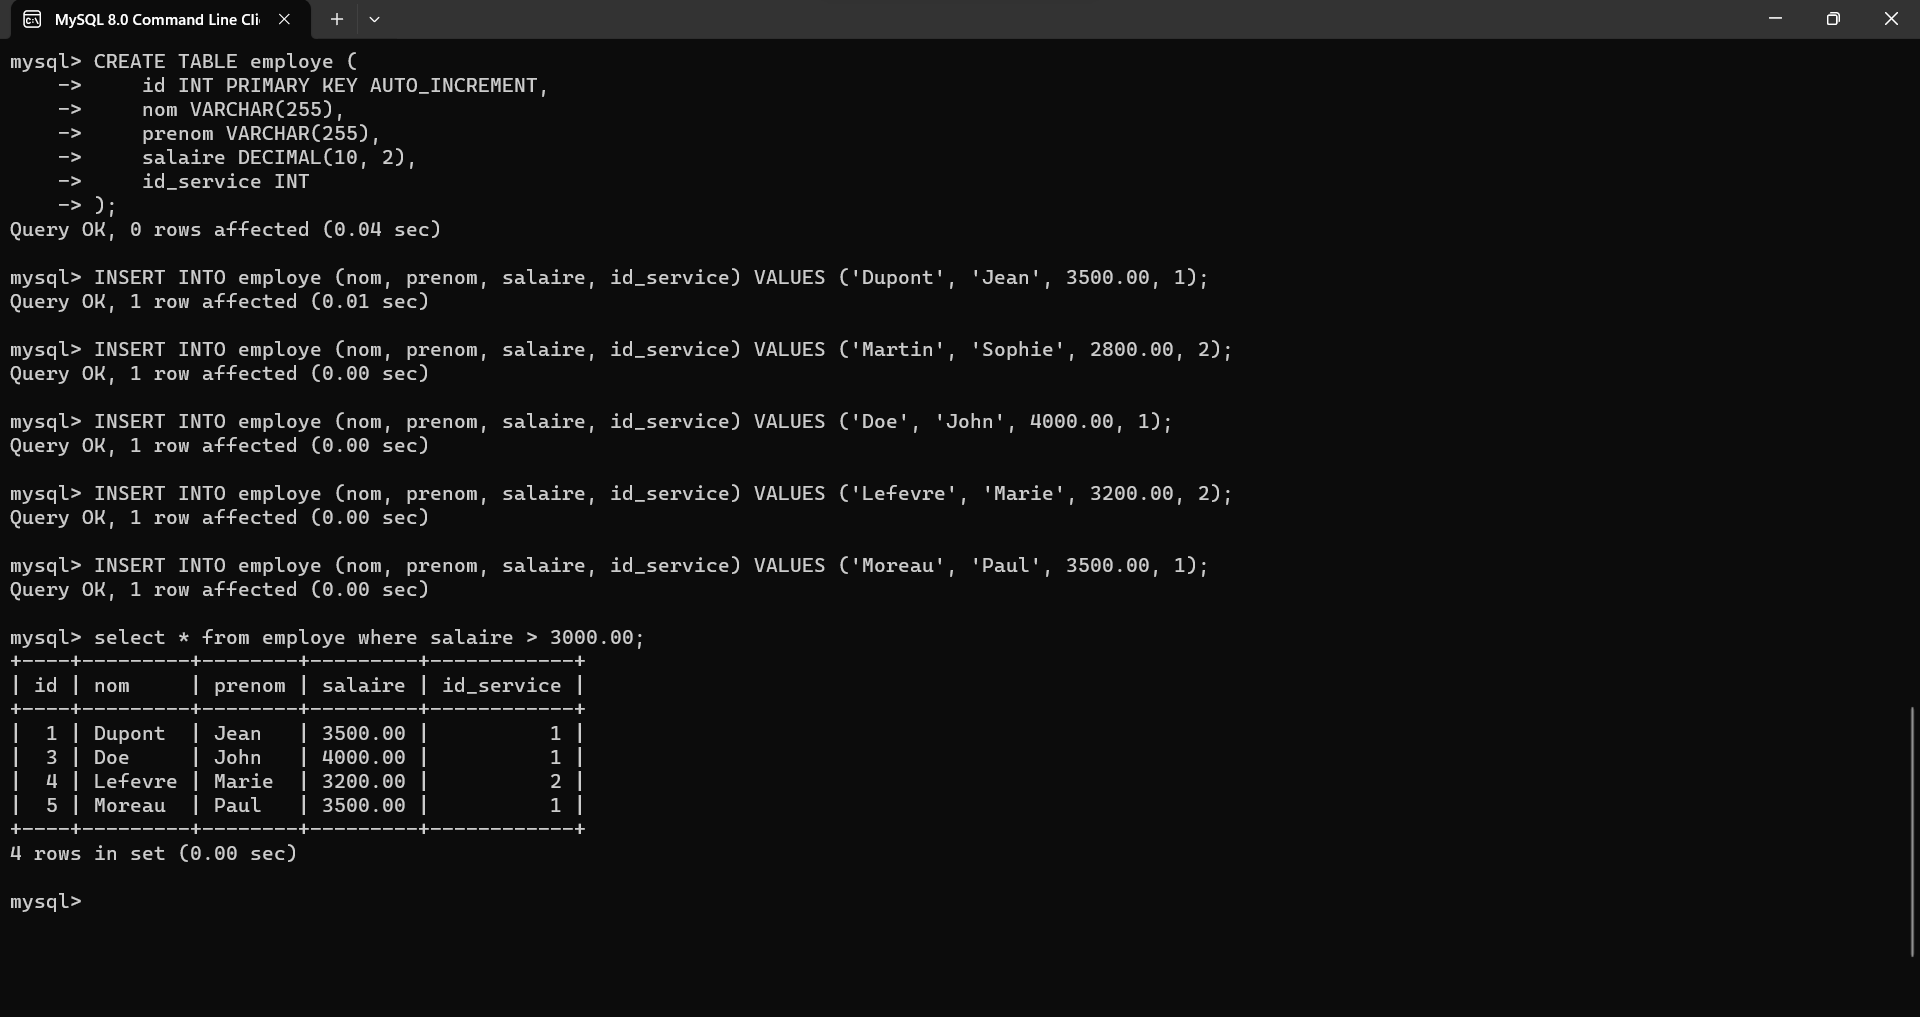 MySQL 8.0 Command Line Cli
mysql> CREATE TABLE employe (
    ->     id INT PRIMARY KEY AUTO_INCREMENT,
    ->     nom VARCHAR(255),
    ->     prenom VARCHAR(255),
    ->     salaire DECIMAL(10, 2),
    ->     id_service INT
    -> );
Query OK, 0 rows affected (0.04 sec)
mysql> INSERT INTO employe (nom, prenom, salaire, id_service) VALUES ('Dupont', 'Jean', 3500.00, 1);
Query OK, 1 row affected (0.01 sec)
mysql> INSERT INTO employe (nom, prenom, salaire, id_service) VALUES ('Martin', 'Sophie', 2800.00, 2);
Query OK, 1 row affected (0.00 sec)
mysql> INSERT INTO employe (nom, prenom, salaire, id_service) VALUES ('Doe', 'John', 4000.00, 1);
Query OK, 1 row affected (0.00 sec)
mysql> INSERT INTO employe (nom, prenom, salaire, id_service) VALUES ('Lefevre', 'Marie', 3200.00, 2);
Query OK, 1 row affected (0.00 sec)
mysql> INSERT INTO employe (nom, prenom, salaire, id_service) VALUES ('Moreau', 'Paul', 3500.00, 1);
Query OK, 1 row affected (0.00 sec)
mysql> select * from employe where salaire > 3000.00;
+----+---------+--------+---------+------------+
| id | nom     | prenom | salaire | id_service |
+----+---------+--------+---------+------------+
|  1 | Dupont  | Jean   | 3500.00 |          1 |
|  3 | Doe     | John   | 4000.00 |          1 |
|  4 | Lefevre | Marie  | 3200.00 |          2 |
|  5 | Moreau  | Paul   | 3500.00 |          1 |
+----+---------+--------+---------+------------+
4 rows in set (0.00 sec)
mysql>